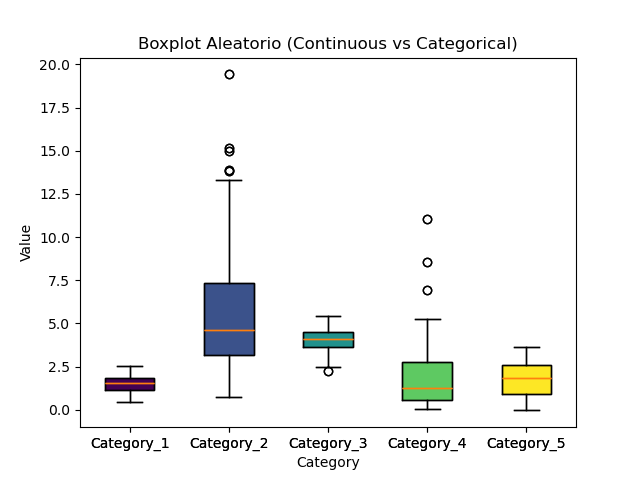 Boxplot Aleatorio (Continuous vs Categorical)
20.0
17.5
15.0
12.5
10.0
7.5
5.0
2.5
0.0
Value
Category_1 Category_2 Category_3 Category_4 Category_5
Category